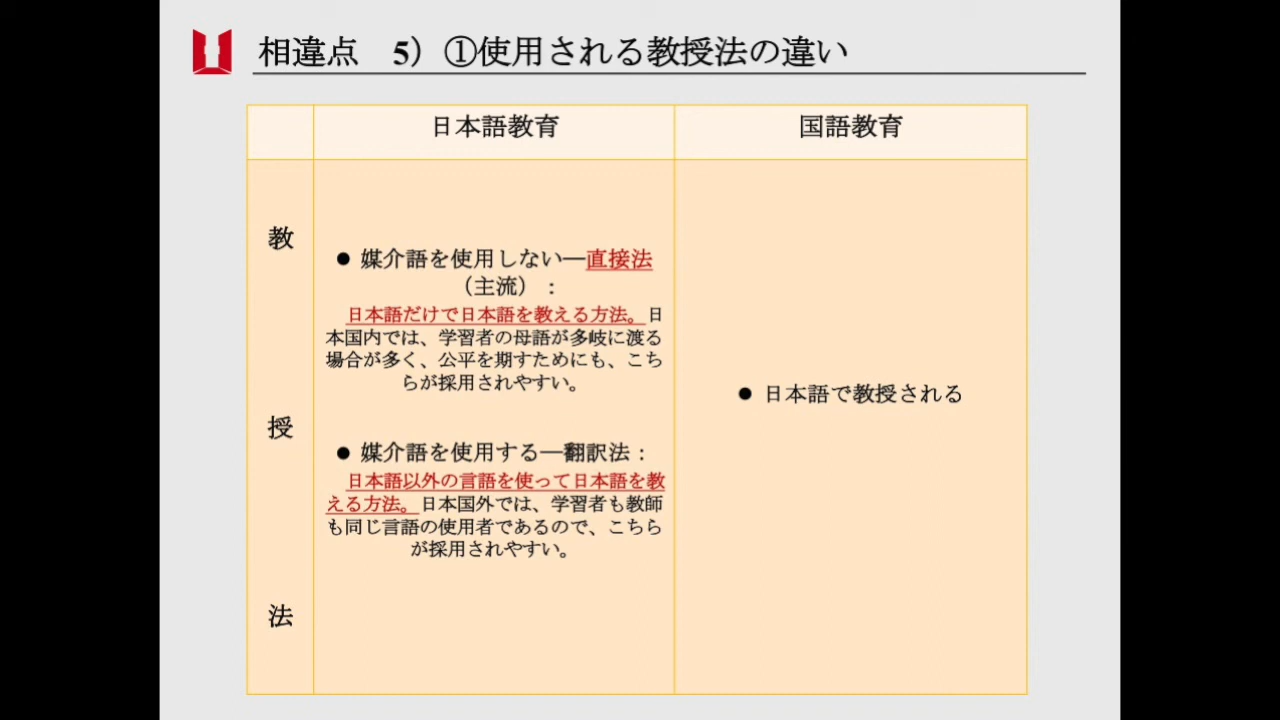 相違点　5）①使用される教授法の違い
日本語教育
国語教育
教
授
法
● 媒介語を使用しない―直接法
（主流）：
日本語だけで日本語を教える方法。日
本国内では、学習者の母語が多岐に渡る
場合が多く、公平を期すためにも、こち
らが採用されやすい。
● 媒介語を使用する―翻訳法：
日本語以外の言語を使って日本語を教
える方法。日本国外では、学習者も教師
も同じ言語の使用者であるので、こちら
が採用されやすい。
● 日本語で教授される